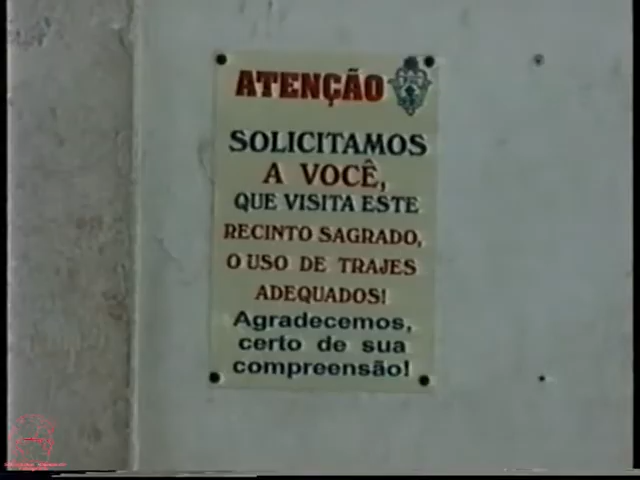 ATENÇÃO
SOLICITAMOS
A VOCÊ,
QUE VISITA ESTE
RECINTO SAGRADO,
O USO DE TRAJES
ADEQUADOS!
Agradecemos,
certo de sua
compreensão!